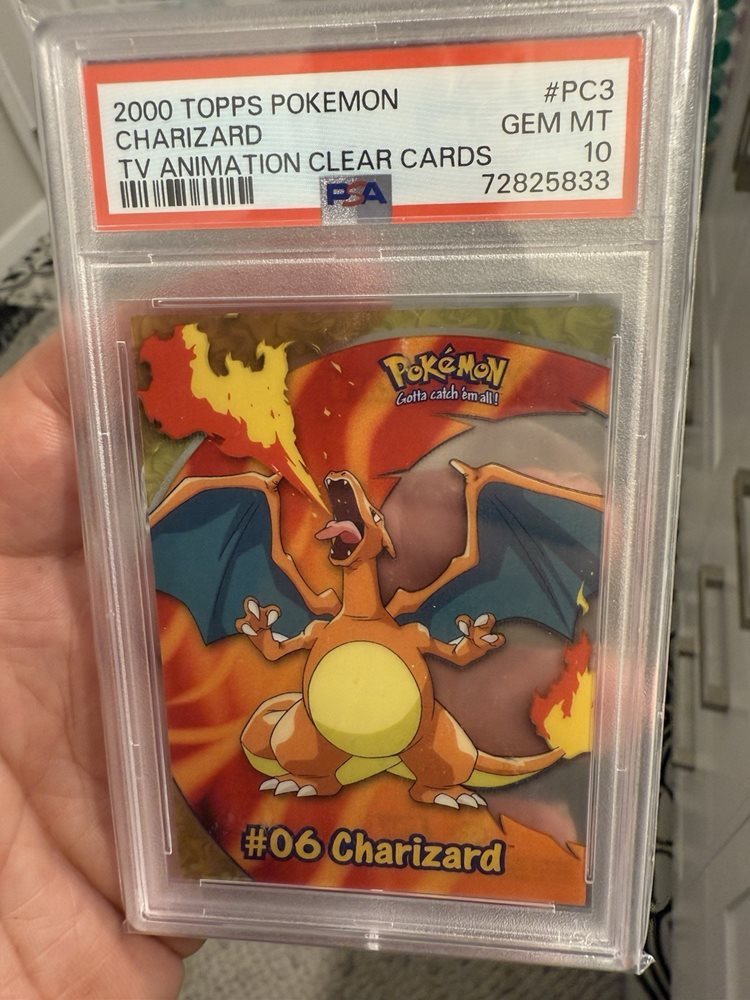 2000 TOPPS POKEMON #PC3
CHARIZARD GEM MT
TV ANIMATION CLEAR CARDS 10
PSA 72825833
POKéMON
Gotta catch 'em all!
#06 Charizard™